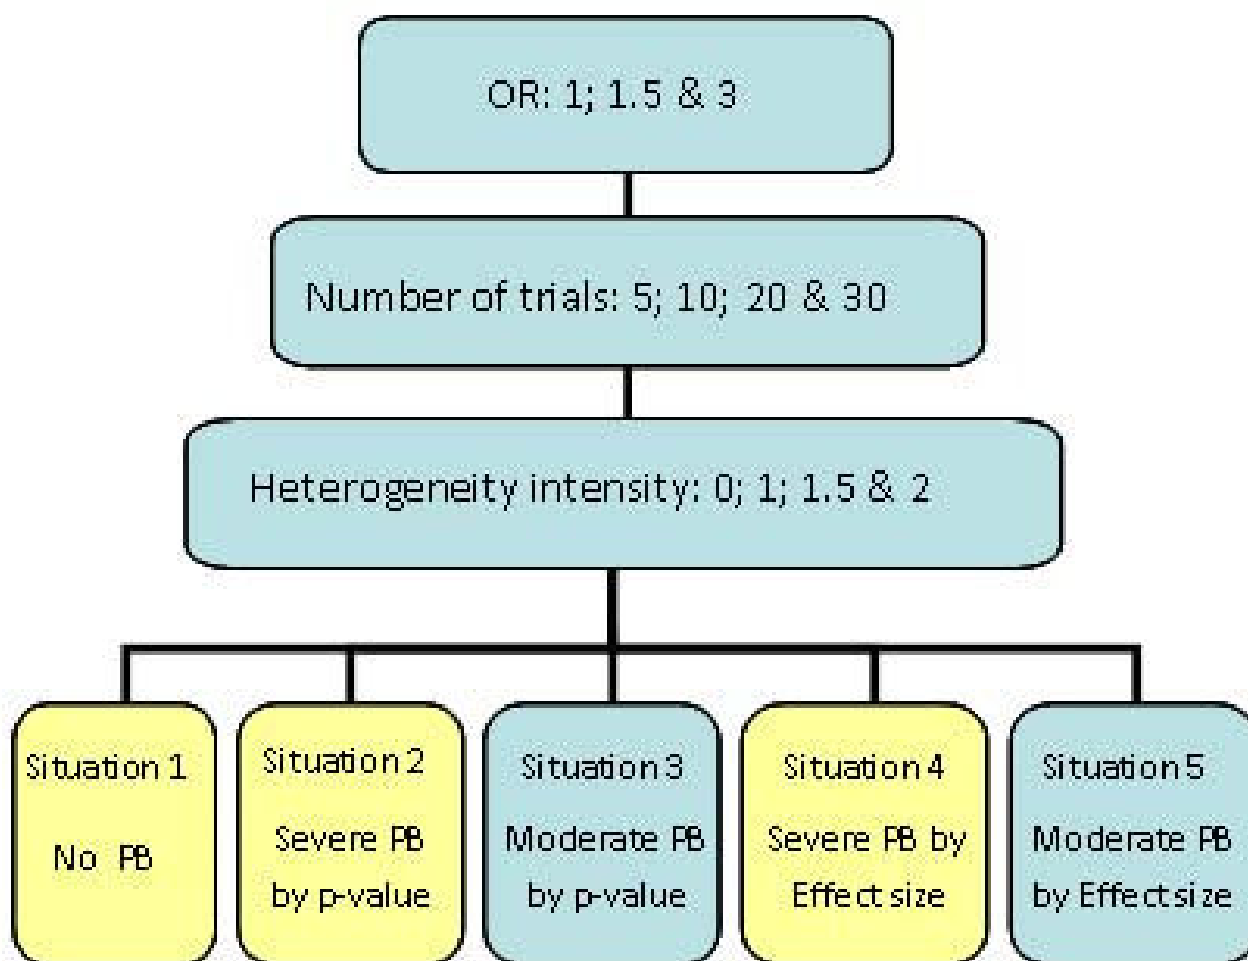 OR: 1; 1.5 & 3
Number of trials: 5; 10; 20 & 30
Heterogeneity intensity: 0; 1; 1.5 & 2
Situation 1
No PB
Situation 2
Severe PB
by p-value
Situation 3
Moderate PB
by p-value
Situation 4
Severe PB by
Effect size
Situation 5
Moderate PB
by Effect size